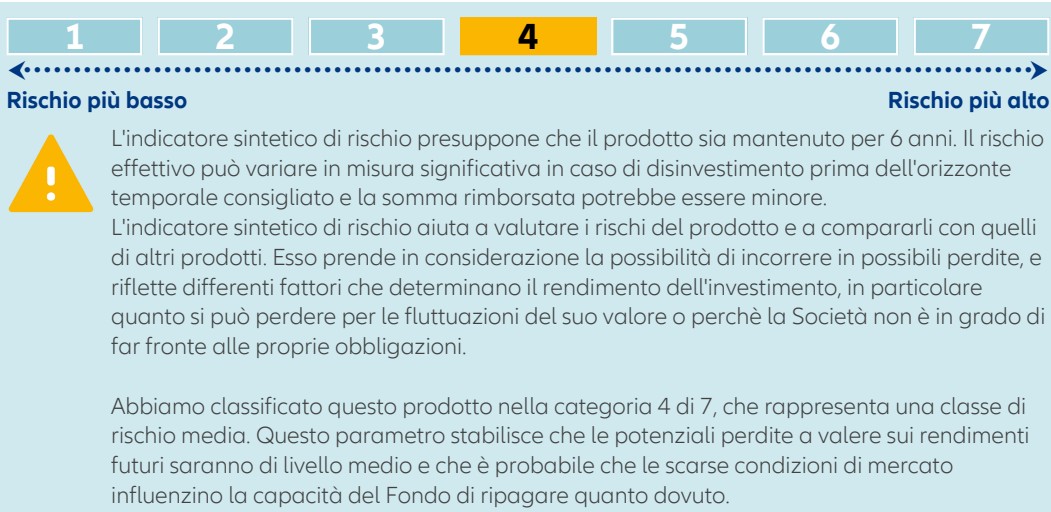 1 2 3 4 5 6 7
Rischio più basso Rischio più alto
L'indicatore sintetico di rischio presuppone che il prodotto sia mantenuto per 6 anni. Il rischio
effettivo può variare in misura significativa in caso di disinvestimento prima dell'orizzonte
temporale consigliato e la somma rimborsata potrebbe essere minore.
L'indicatore sintetico di rischio aiuta a valutare i rischi del prodotto e a compararli con quelli
di altri prodotti. Esso prende in considerazione la possibilità di incorrere in possibili perdite, e
riflette differenti fattori che determinano il rendimento dell'investimento, in particolare
quanto si può perdere per le fluttuazioni del suo valore o perchè la Società non è in grado di
far fronte alle proprie obbligazioni.
Abbiamo classificato questo prodotto nella categoria 4 di 7, che rappresenta una classe di
rischio media. Questo parametro stabilisce che le potenziali perdite a valere sui rendimenti
futuri saranno di livello medio e che è probabile che le scarse condizioni di mercato
influenzino la capacità del Fondo di ripagare quanto dovuto.